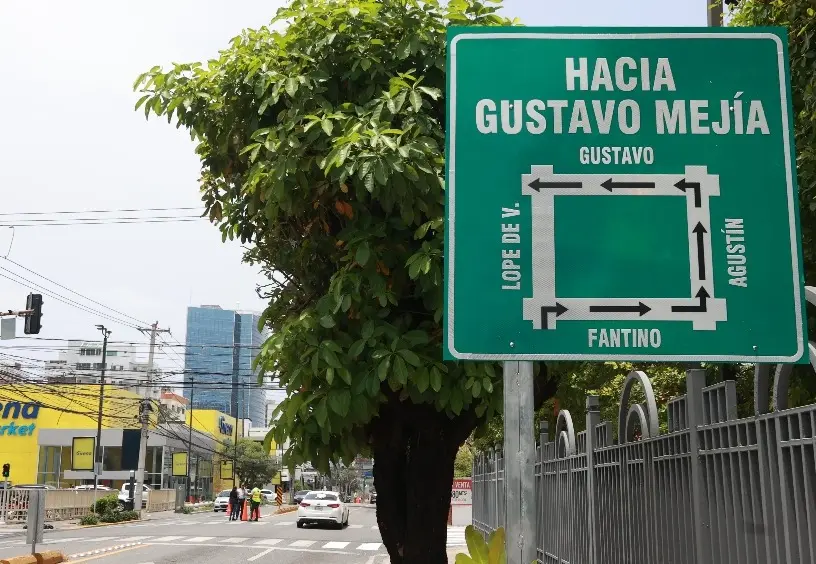 HACIA
GUSTAVO MEJÍA
GUSTAVO
LOPE DE V.
AGUSTÍN
FANTINO